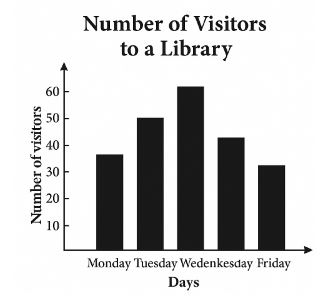 Number of Visitors
to a Library
Number of visitors
60
50
40
30
20
10
Monday Tuesday Wedenkesday Friday
Days